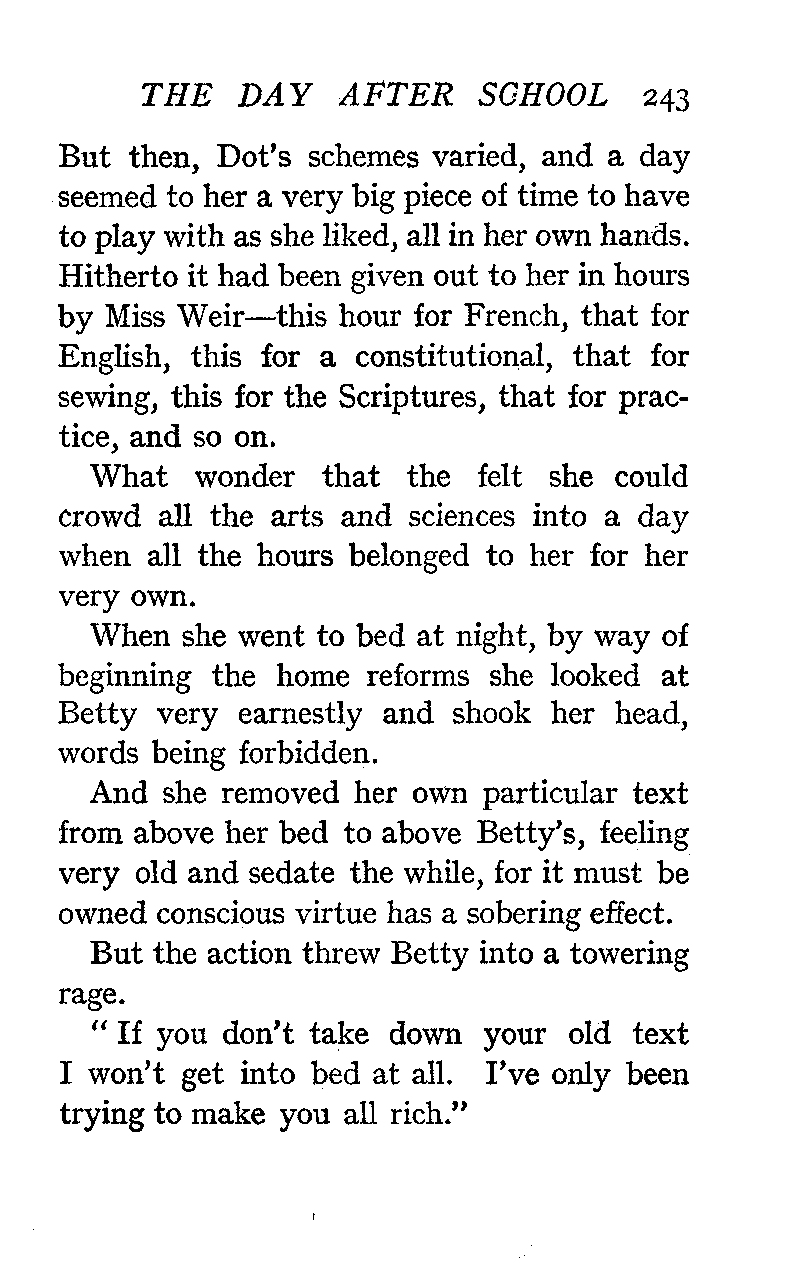 THE DAY AFTER SCHOOL 243
But then, Dot's schemes varied, and a day
seemed to her a very big piece of time to have
to play with as she liked, all in her own hands.
Hitherto it had been given out to her in hours
by Miss Weir—this hour for French, that for
English, this for a constitutional, that for
sewing, this for the Scriptures, that for prac-
tice, and so on.
What wonder that the felt she could
crowd all the arts and sciences into a day
when all the hours belonged to her for her
very own.
When she went to bed at night, by way of
beginning the home reforms she looked at
Betty very earnestly and shook her head,
words being forbidden.
And she removed her own particular text
from above her bed to above Betty's, feeling
very old and sedate the while, for it must be
owned conscious virtue has a sobering effect.
But the action threw Betty into a towering
rage.
“ If you don't take down your old text
I won't get into bed at all. I've only been
trying to make you all rich.”